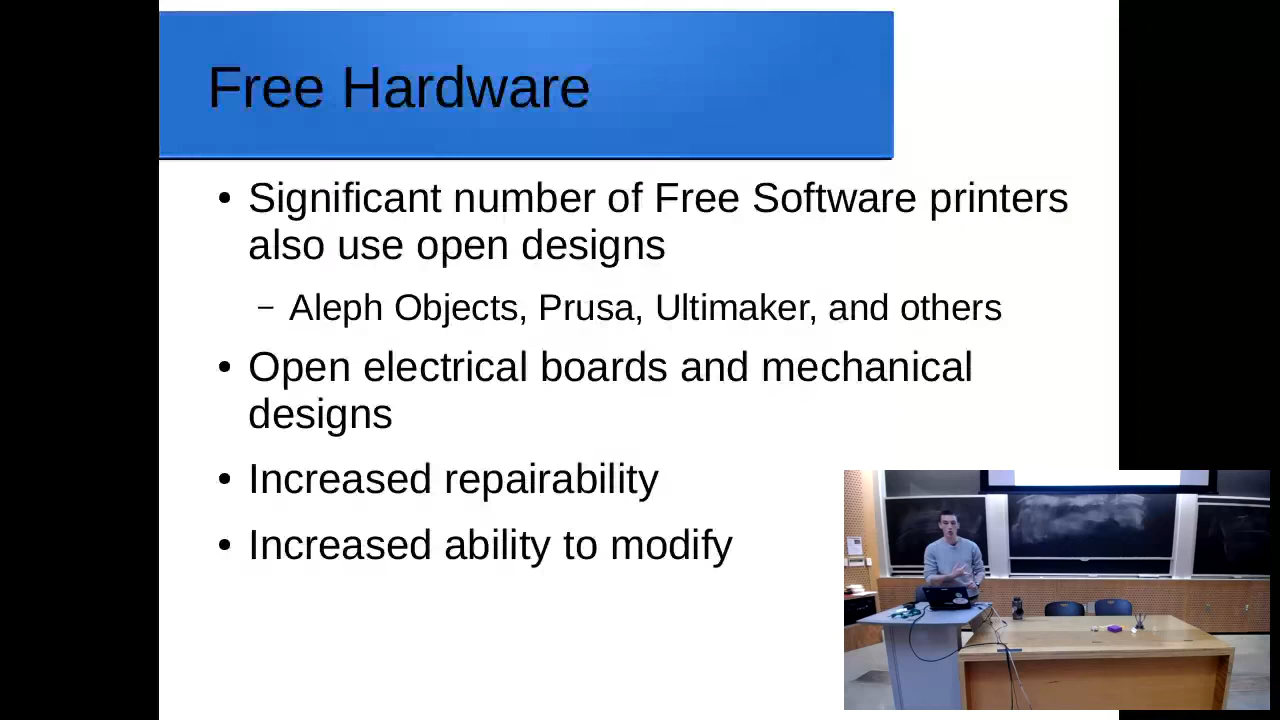 Free Hardware
• Significant number of Free Software printers
also use open designs
– Aleph Objects, Prusa, Ultimaker, and others
• Open electrical boards and mechanical
designs
• Increased repairability
• Increased ability to modify